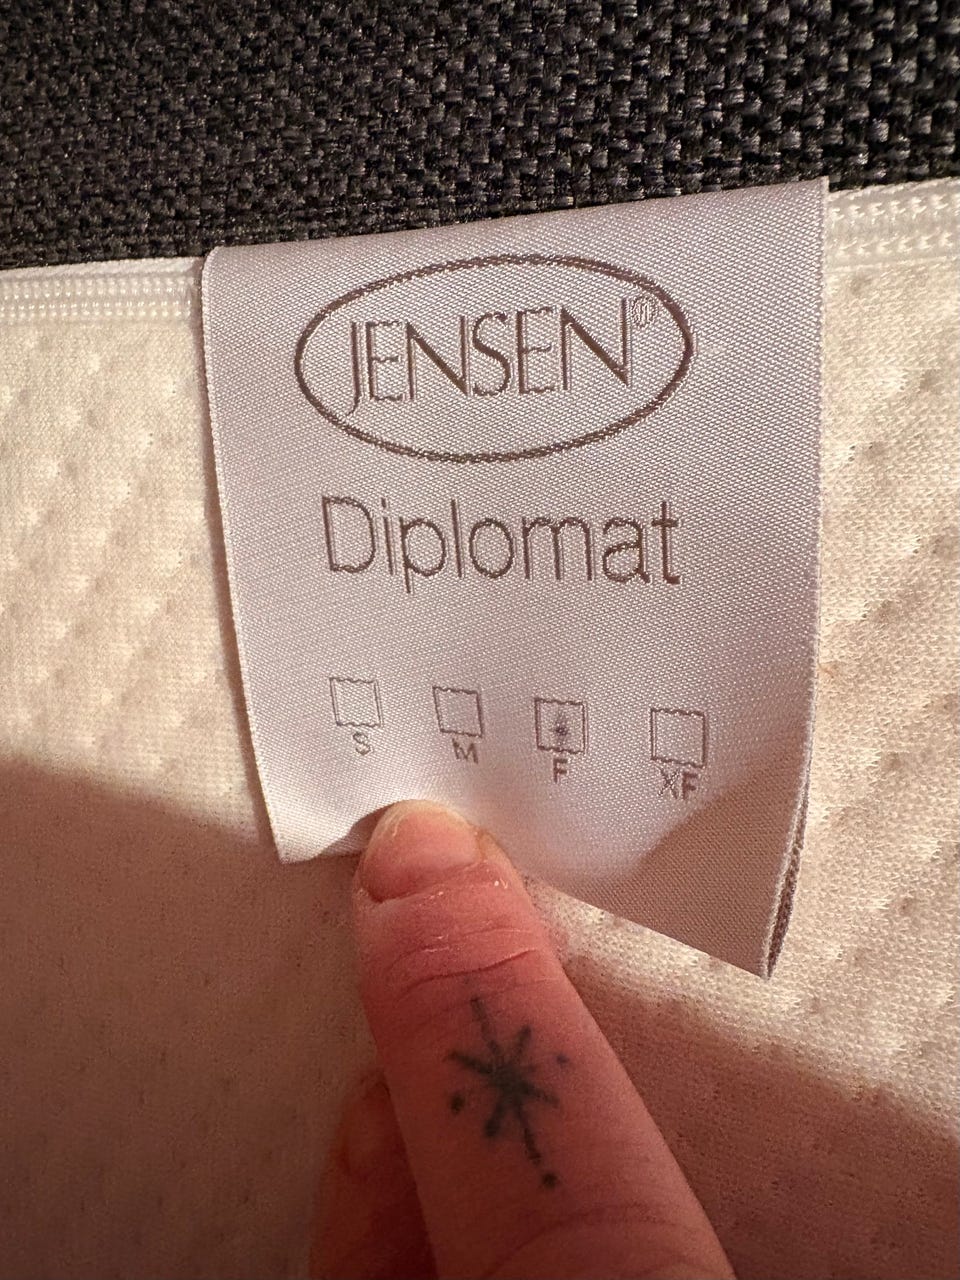 JENSEN®
Diplomat
S M F XF